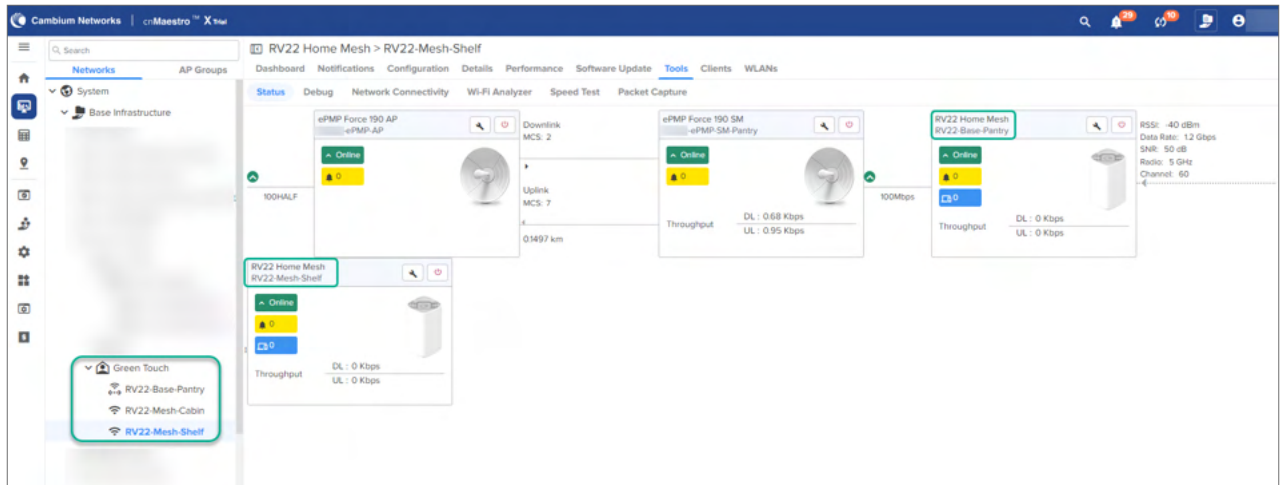 Cambium Networks | cnMaestro™ X Trial
29
10
Search
Networks AP Groups
System
Base Infrastructure
Green Touch
RV22-Base-Pantry
RV22-Mesh-Cabin
RV22-Mesh-Shelf
RV22 Home Mesh > RV22-Mesh-Shelf
Dashboard Notifications Configuration Details Performance Software Update Tools Clients WLANs
Status Debug Network Connectivity Wi-Fi Analyzer Speed Test Packet Capture
100HALF
ePMP Force 190 AP
-ePMP-AP
Online
0
Downlink
MCS: 2
Uplink
MCS: 7
0.1497 km
ePMP Force 190 SM
-ePMP-SM-Pantry
Online
0
Throughput
DL : 0.68 Kbps
UL : 0.95 Kbps
100Mbps
RV22 Home Mesh
RV22-Base-Pantry
Online
0
0
Throughput
DL : 0 Kbps
UL : 0 Kbps
RSSI: -40 dBm
Data Rate: 1.2 Gbps
SNR: 50 dB
Radio: 5 GHz
Channel: 60
RV22 Home Mesh
RV22-Mesh-Shelf
Online
0
0
Throughput
DL : 0 Kbps
UL : 0 Kbps